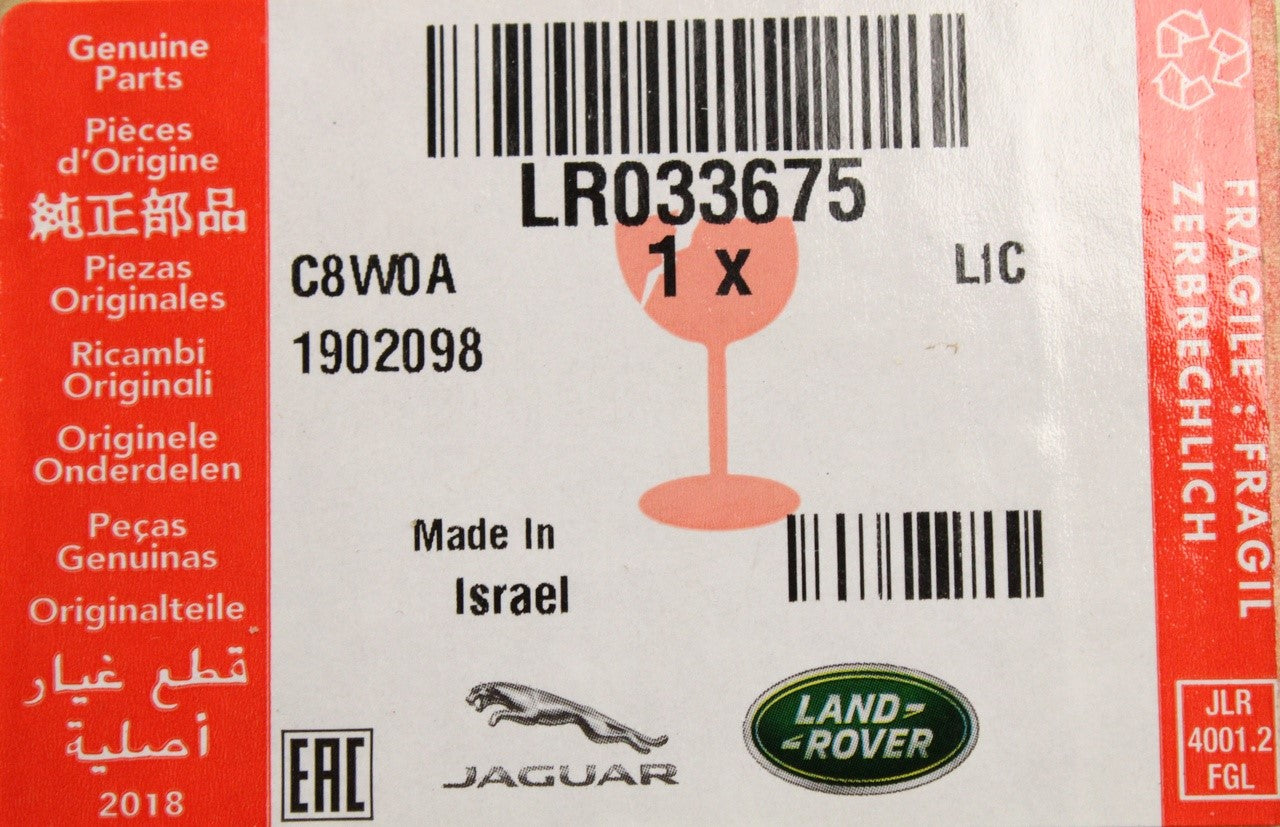 Genuine
Parts
Pièces
d'Origine
純正部品
Piezas
Originales
Ricambi
Originali
Originele
Onderdelen
Peças
Genuinas
Originalteile
قطع غيار
أصلية
2018
LR033675
1 x
L1C
C8W0A
1902098
Made In
Israel
EAC
JAGUAR
LAND
ROVER
FRAGILE : FRAGIL
ZERBRECHLICH
JLR
4001.2
FGL